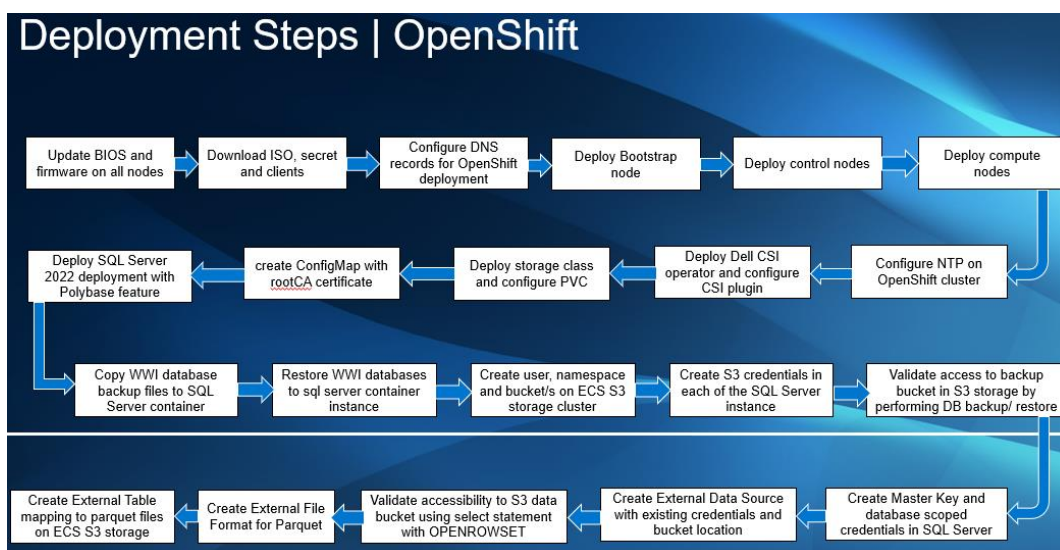 Deployment Steps | OpenShift
Update BIOS and
firmware on all nodes
Download ISO, secret
and clients
Configure DNS
records for OpenShift
deployment
Deploy Bootstrap
node
Deploy control nodes
Deploy compute
nodes
Configure NTP on
OpenShift cluster
Deploy Dell CSI
operator and configure
CSI plugin
Deploy storage class
and configure PVC
create ConfigMap with
rootCA certificate
Deploy SQL Server
2022 deployment with
Polybase feature
Copy WWI database
backup files to SQL
Server container
Restore WWI databases
to sql server container
instance
Create user, namespace
and bucket/s on ECS S3
storage cluster
Create S3 credentials in
each of the SQL Server
instance
Validate access to backup
bucket in S3 storage by
performing DB backup/ restore
Create Master Key and
database scoped
credentials in SQL Server
Create External Data Source
with existing credentials and
bucket location
Validate accessibility to S3 data
bucket using select statement
with OPENROWSET
Create External File
Format for Parquet
Create External Table
mapping to parquet files
on ECS S3 storage